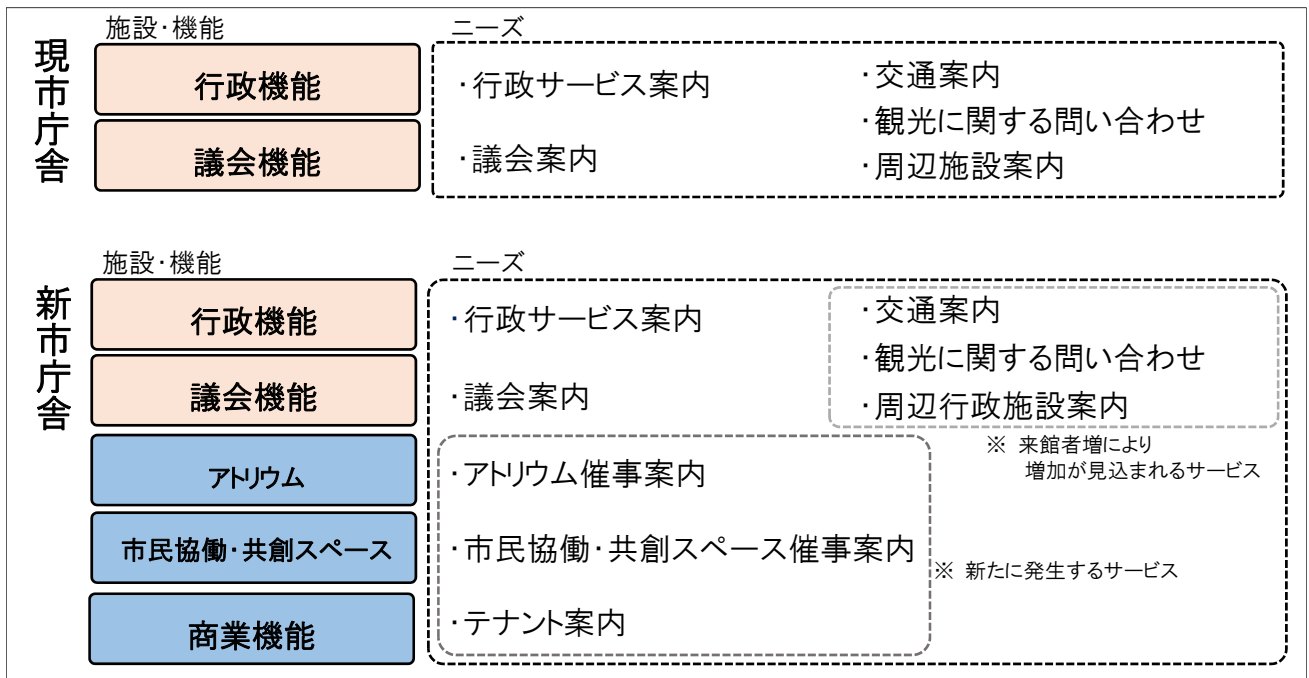 現市庁舎
施設・機能
ニーズ
行政機能
議会機能
・行政サービス案内
・議会案内
・交通案内
・観光に関する問い合わせ
・周辺施設案内
新市庁舎
施設・機能
ニーズ
行政機能
議会機能
アトリウム
市民協働・共創スペース
商業機能
・行政サービス案内
・議会案内
・交通案内
・観光に関する問い合わせ
・周辺行政施設案内
※ 来館者増により
増加が見込まれるサービス
・アトリウム催事案内
・市民協働・共創スペース催事案内
・テナント案内
※ 新たに発生するサービス